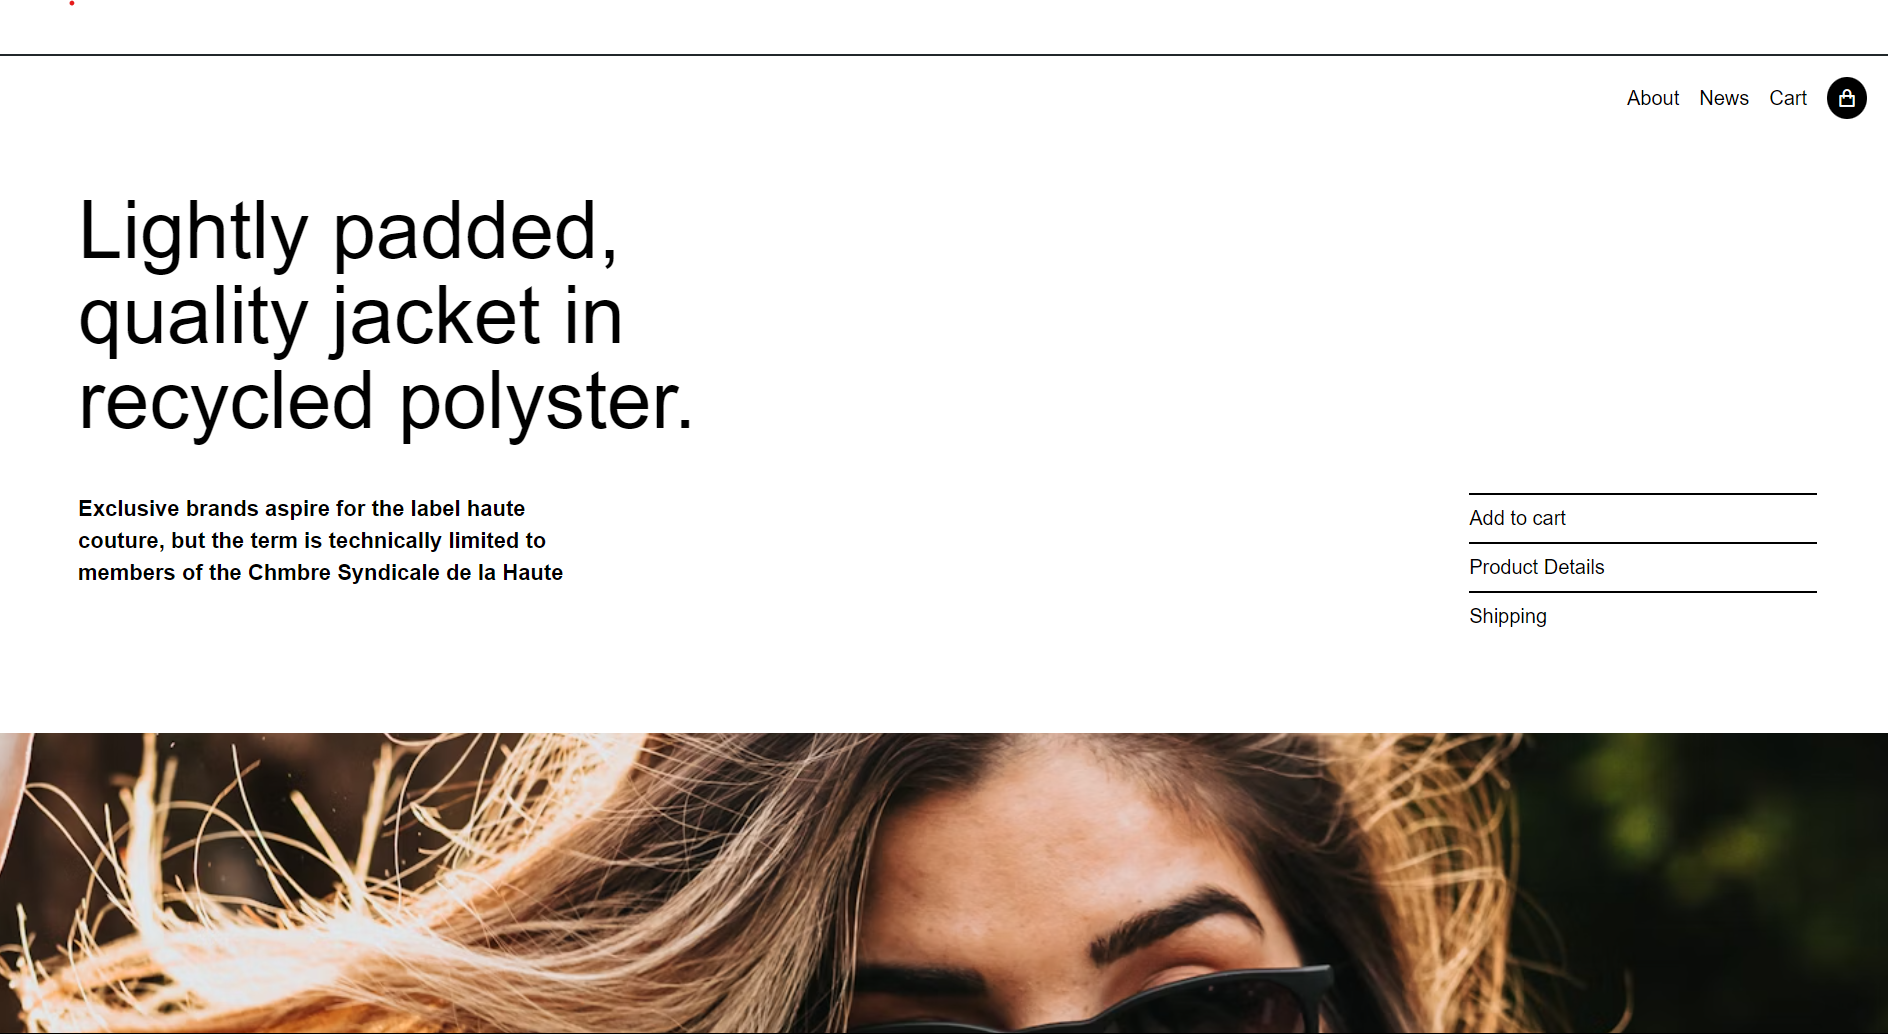 About News Cart
Lightly padded,
quality jacket in
recycled polyster.
Exclusive brands aspire for the label haute
couture, but the term is technically limited to
members of the Chmbre Syndicale de la Haute
Add to cart
Product Details
Shipping